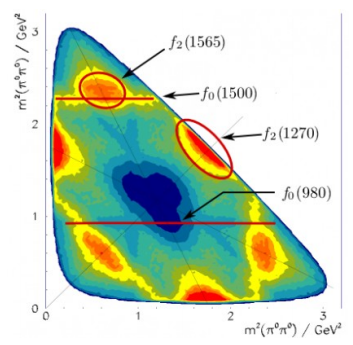 m²(π⁰π⁰) / GeV²
3
2
1
0
f₂(1565)
f₀(1500)
f₂(1270)
f₀(980)
0 1 2 3
m²(π⁰π⁰) / GeV²